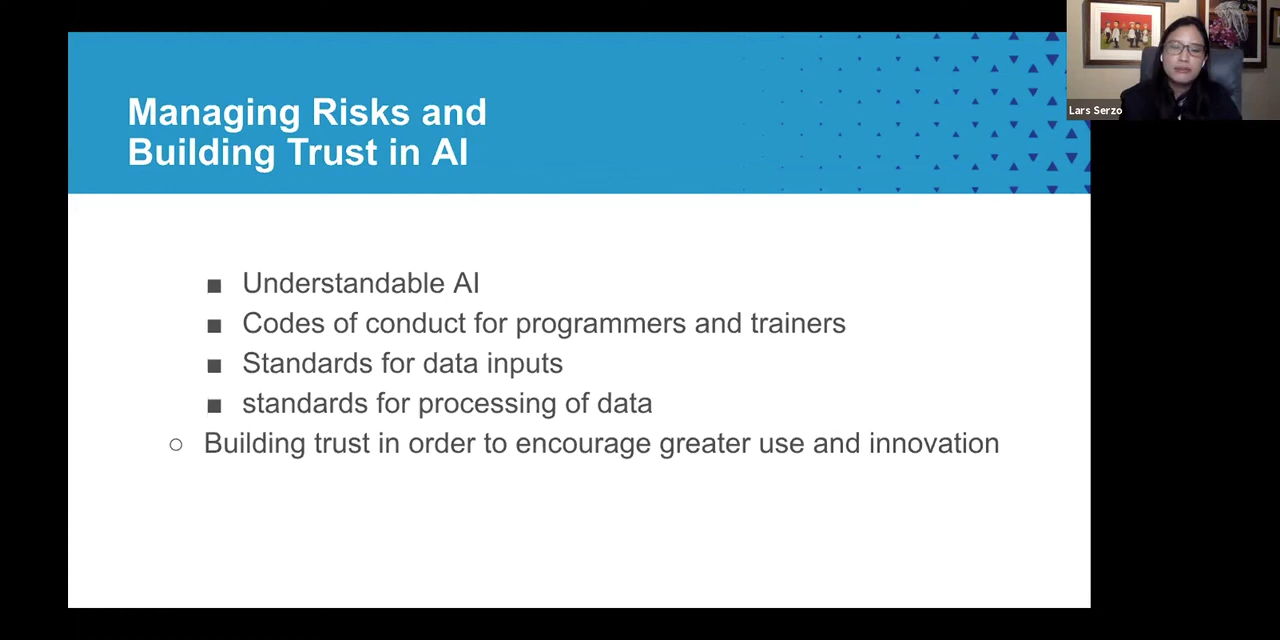 Managing Risks and
Building Trust in AI
Lars Serzo
■ Understandable AI
■ Codes of conduct for programmers and trainers
■ Standards for data inputs
■ standards for processing of data
○ Building trust in order to encourage greater use and innovation